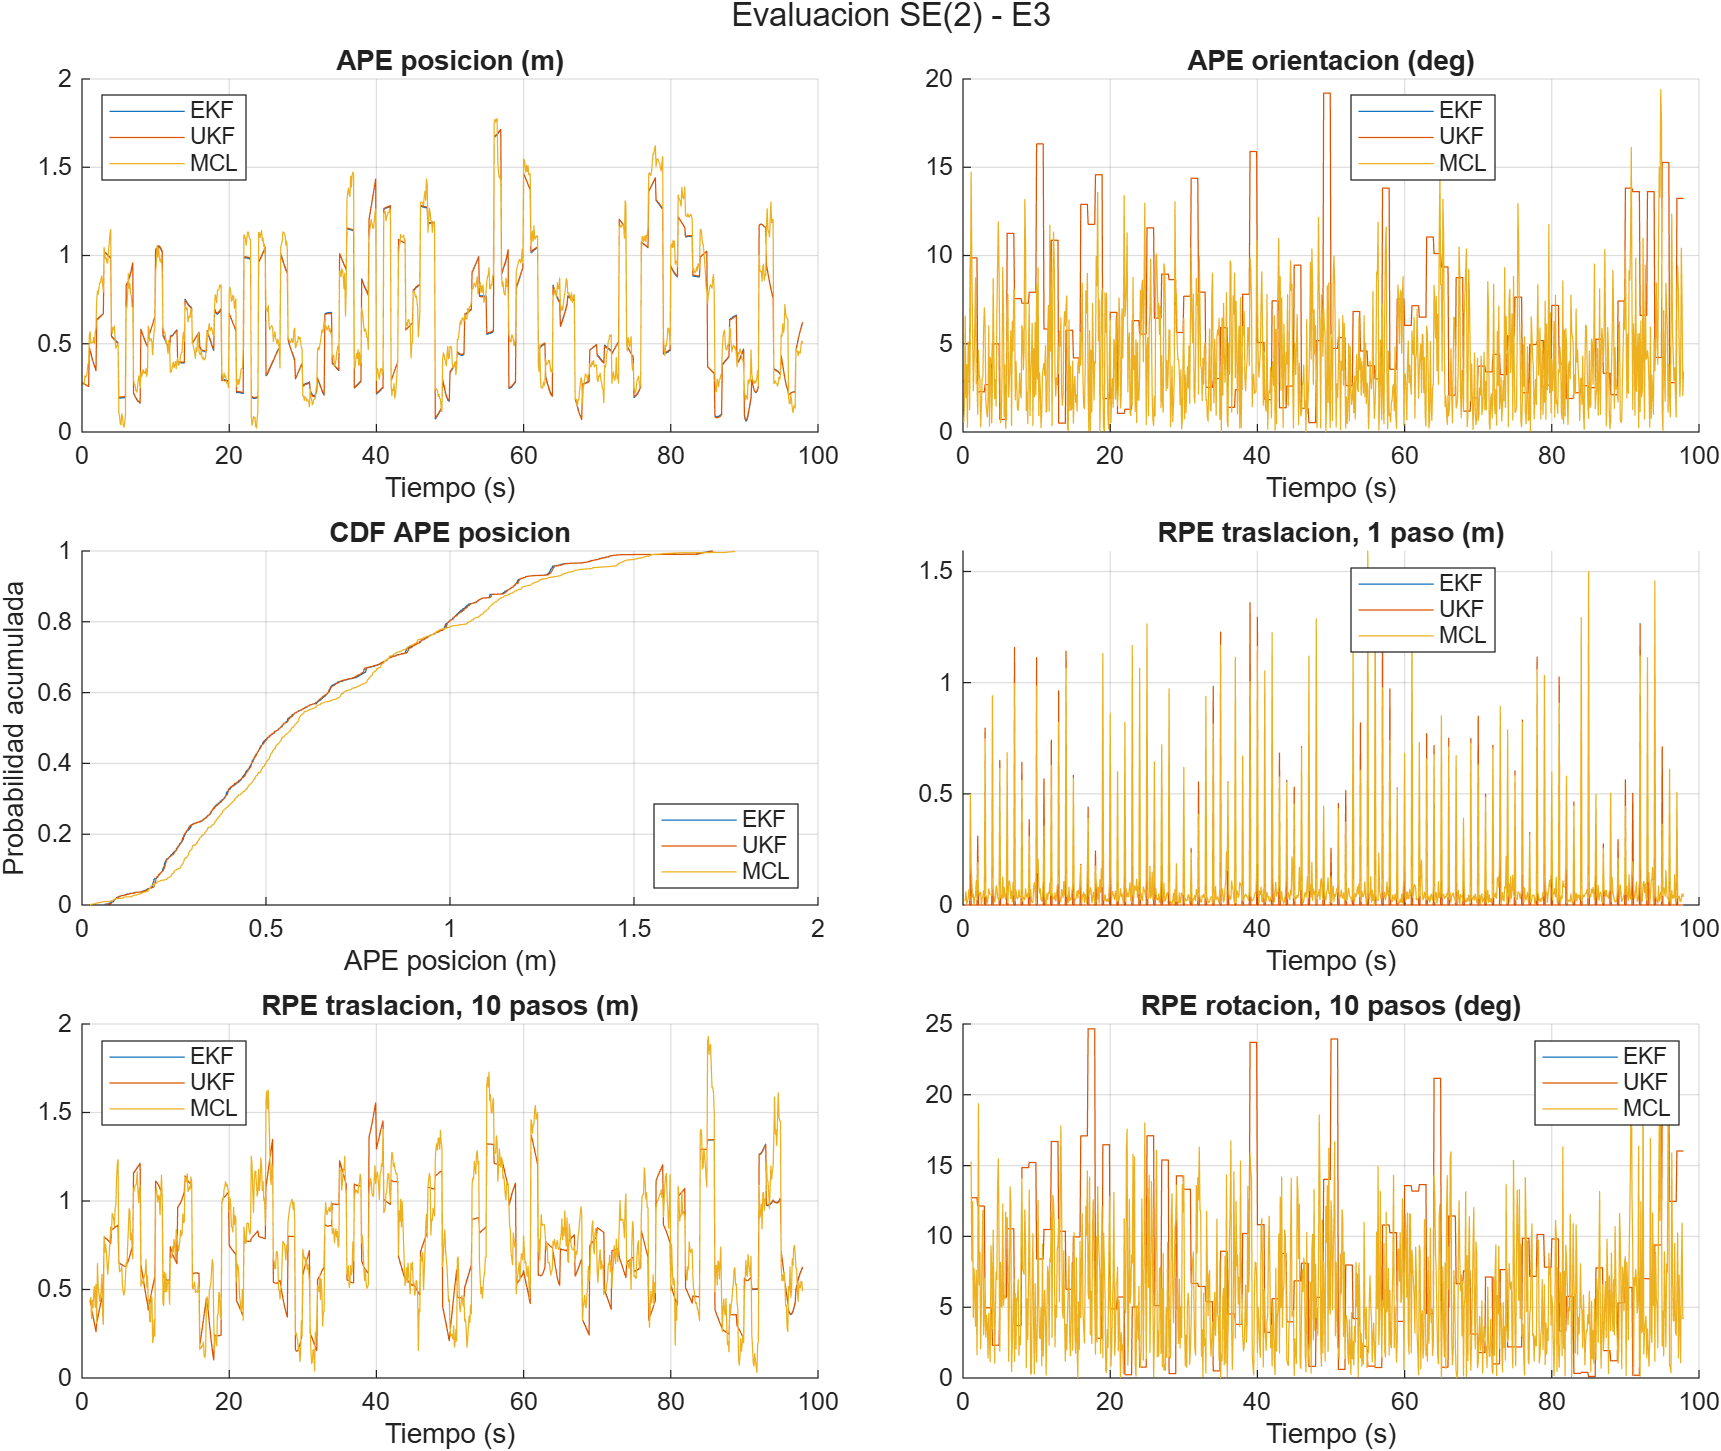 Evaluacion SE(2) - E3
APE posicion (m)
2
1.5
1
0.5
0
0
20
40
60
80
100
Tiempo (s)
EKF
UKF
MCL
APE orientacion (deg)
20
15
10
5
0
0
20
40
60
80
100
Tiempo (s)
EKF
UKF
MCL
CDF APE posicion
Probabilidad acumulada
1
0.8
0.6
0.4
0.2
0
0
0.5
1
1.5
2
APE posicion (m)
EKF
UKF
MCL
RPE traslacion, 1 paso (m)
1.5
1
0.5
0
0
20
40
60
80
100
Tiempo (s)
EKF
UKF
MCL
RPE traslacion, 10 pasos (m)
2
1.5
1
0.5
0
0
20
40
60
80
100
Tiempo (s)
EKF
UKF
MCL
RPE rotacion, 10 pasos (deg)
25
20
15
10
5
0
0
20
40
60
80
100
Tiempo (s)
EKF
UKF
MCL